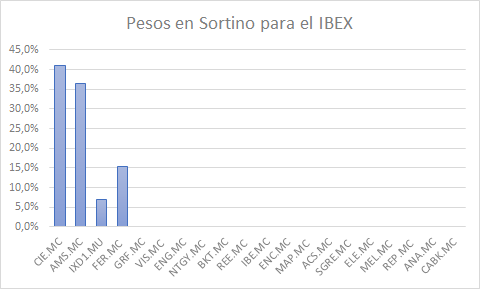 Pesos en Sortino para el IBEX
45,0%
40,0%
35,0%
30,0%
25,0%
20,0%
15,0%
10,0%
5,0%
0,0%
CIE.MC
AMS.MC
IXD1.MU
FER.MC
GRF.MC
VIS.MC
ENG.MC
NTGY.MC
BKT.MC
REE.MC
IBE.MC
ENC.MC
MAP.MC
ACS.MC
SGRE.MC
ELE.MC
MEL.MC
REP.MC
ANA.MC
CABK.MC